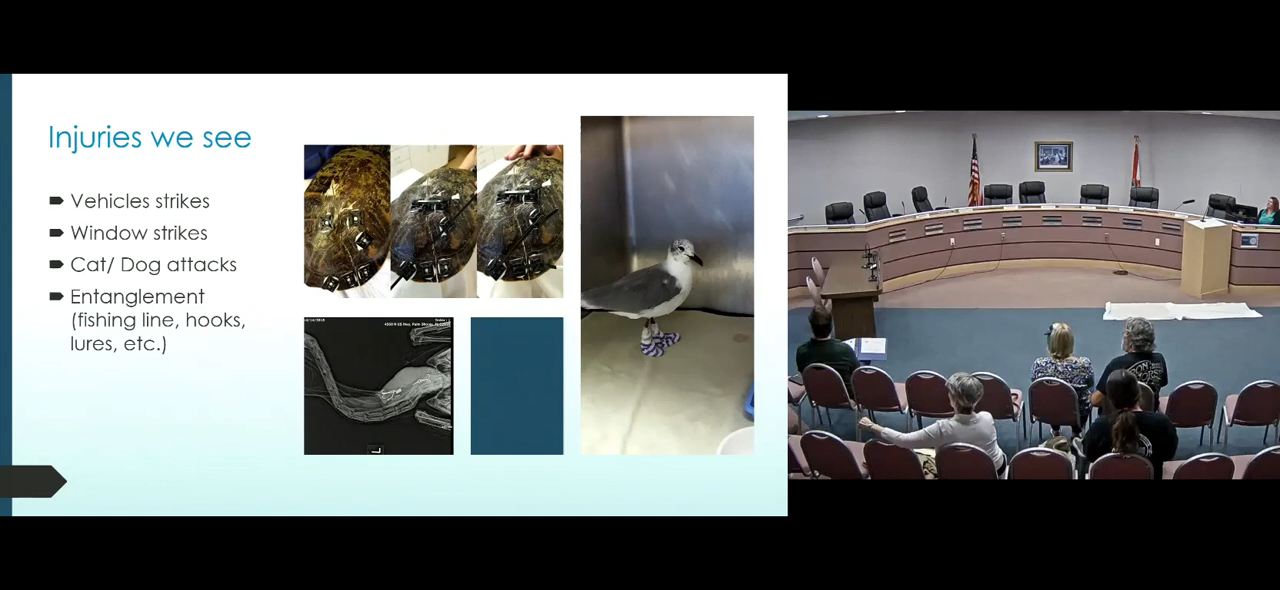 Injuries we see
Vehicles strikes
Window strikes
Cat/ Dog attacks
Entanglement
(fishing line, hooks,
lures, etc.)
L